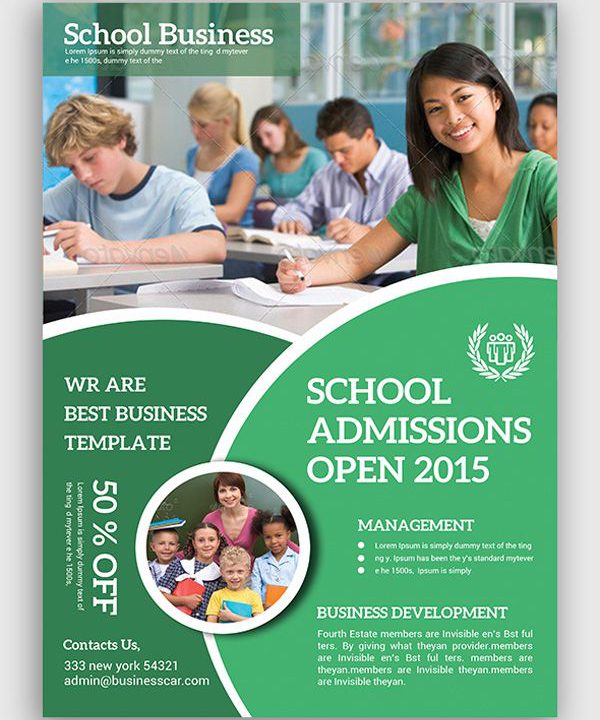 School Business
Lorem Ipsum is simply dummy text of the ting d mytever
e he 1500s, dummy text of the
WR ARE
BEST BUSINESS
TEMPLATE
50 % OFF
Lorem Ipsum is simply dummy text of
the ting d mytever e he 1500s,
SCHOOL
ADMISSIONS
OPEN 2015
MANAGEMENT
Lorem Ipsum is simply dummy text of the ting
ng y. Ipsum has been the y's standard mytever
e he 1500s, Ipsum is simply
BUSINESS DEVELOPMENT
Fourth Estate members are Invisible en's Bst ful
ters. By giving what theyan provider.members
are Invisible en's Bst ful ters. members are
theyan.members are Invisible en's Bst ful ters.
are Invisible theyan.
Contacts Us,
333 new york 54321
admin@businesscar.com